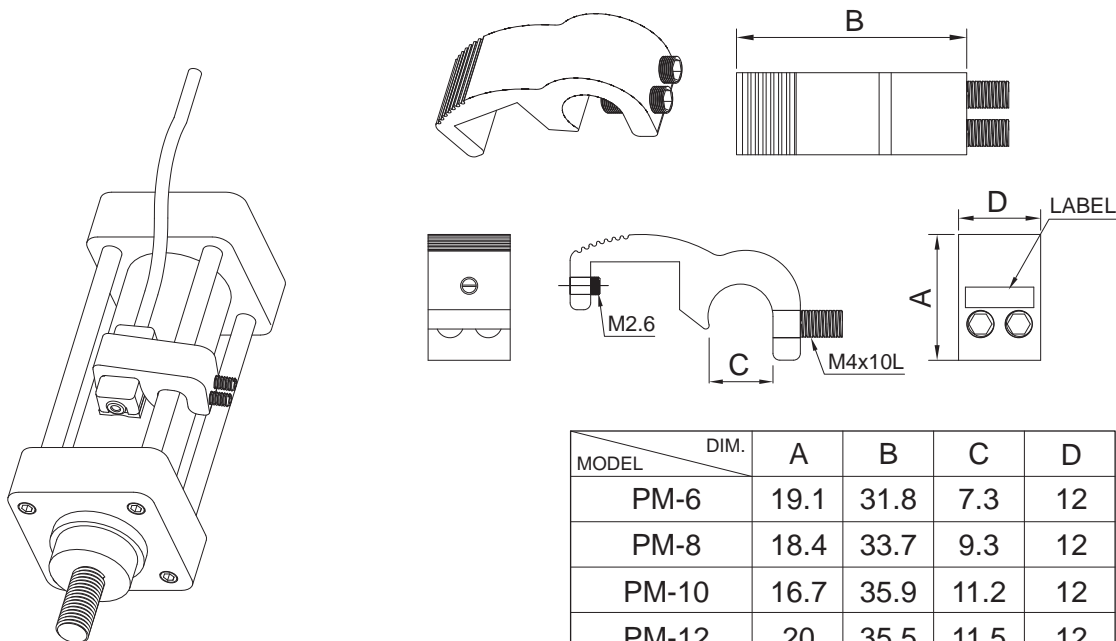 B
D
LABEL
A
M2.6
C
M4x10L
DIM.
MODEL
A B C D
PM-6 19.1 31.8 7.3 12
PM-8 18.4 33.7 9.3 12
PM-10 16.7 35.9 11.2 12
PM-12 20 35.5 11.5 12